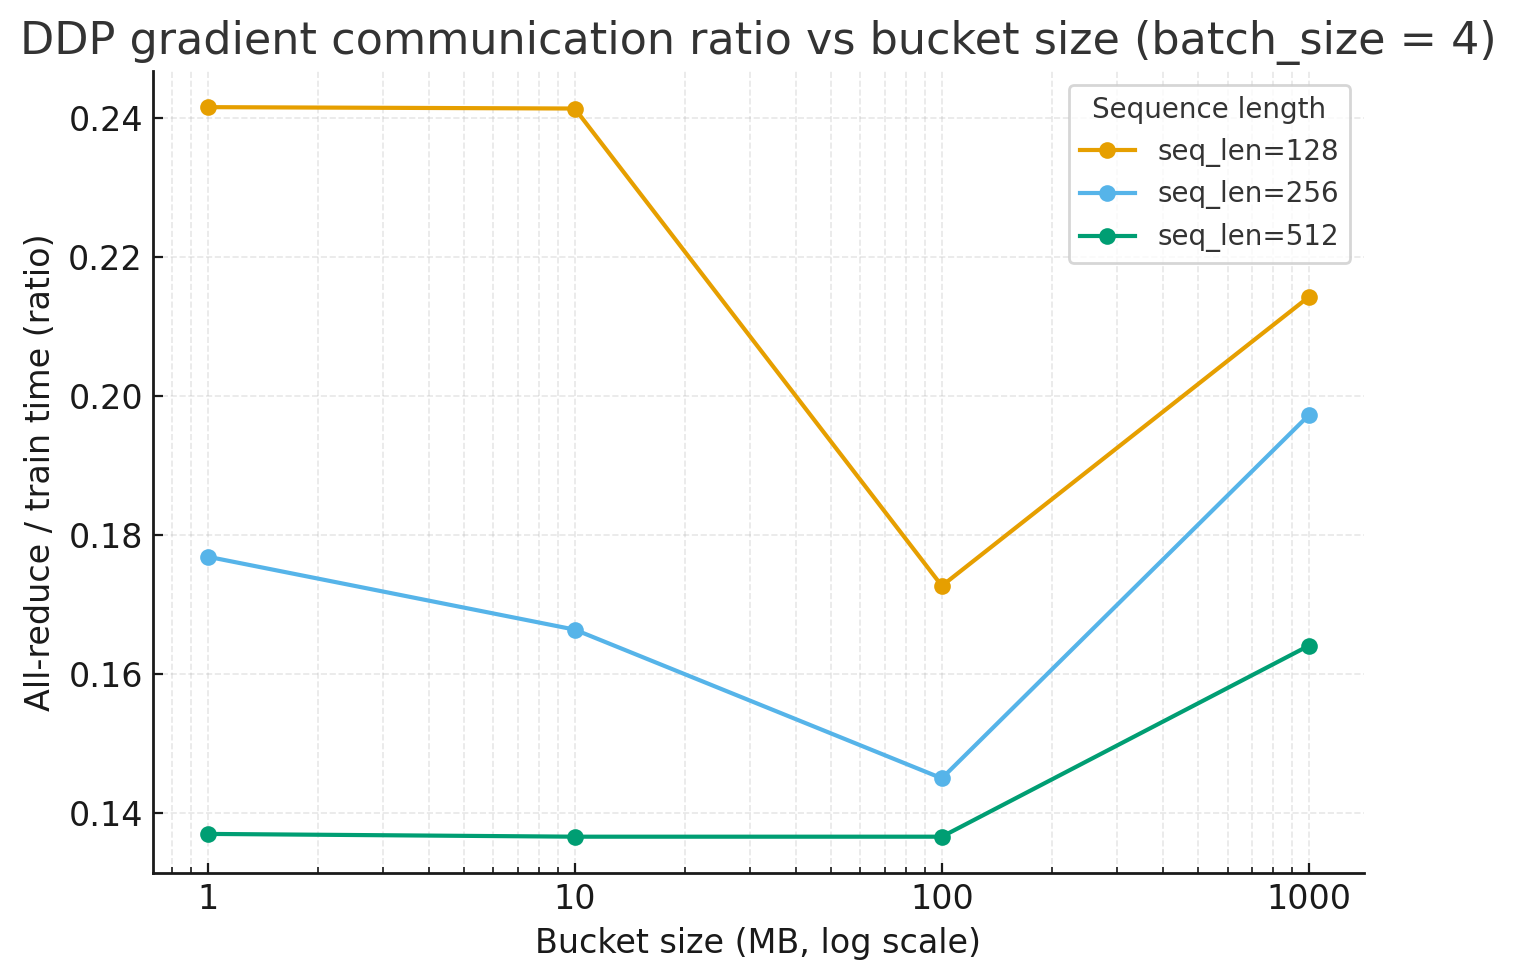 DDP gradient communication ratio vs bucket size (batch_size = 4)
Sequence length
seq_len=128
seq_len=256
seq_len=512
All-reduce / train time (ratio)
0.24
0.22
0.20
0.18
0.16
0.14
1 10 100 1000
Bucket size (MB, log scale)